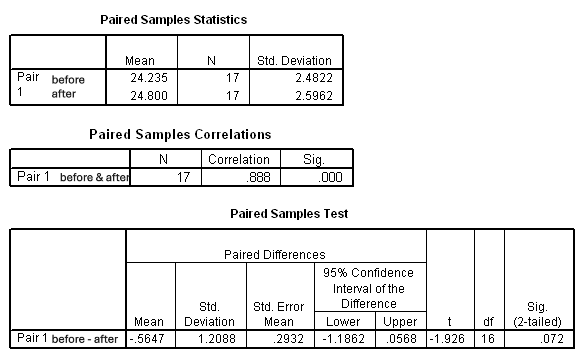 Paired Samples Statistics
Mean N Std. Deviation
Pair before 24.235 17 2.4822
1 after 24.800 17 2.5962
Paired Samples Correlations
N Correlation Sig.
Pair 1 before & after 17 .888 .000
Paired Samples Test
Paired Differences
95% Confidence
Interval of the
Difference
Std. Std. Error Sig.
Mean Deviation Mean Lower Upper t df (2-tailed)
Pair 1 before - after -.5647 1.2088 .2932 -1.1862 .0568 -1.926 16 .072